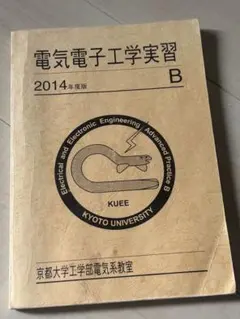 電気電子工学実習
B
2014年度版
Electrical and Electronic Engineering Advanced Practice B
KUEE
KYOTO UNIVERSITY
京都大学工学部電気系教室